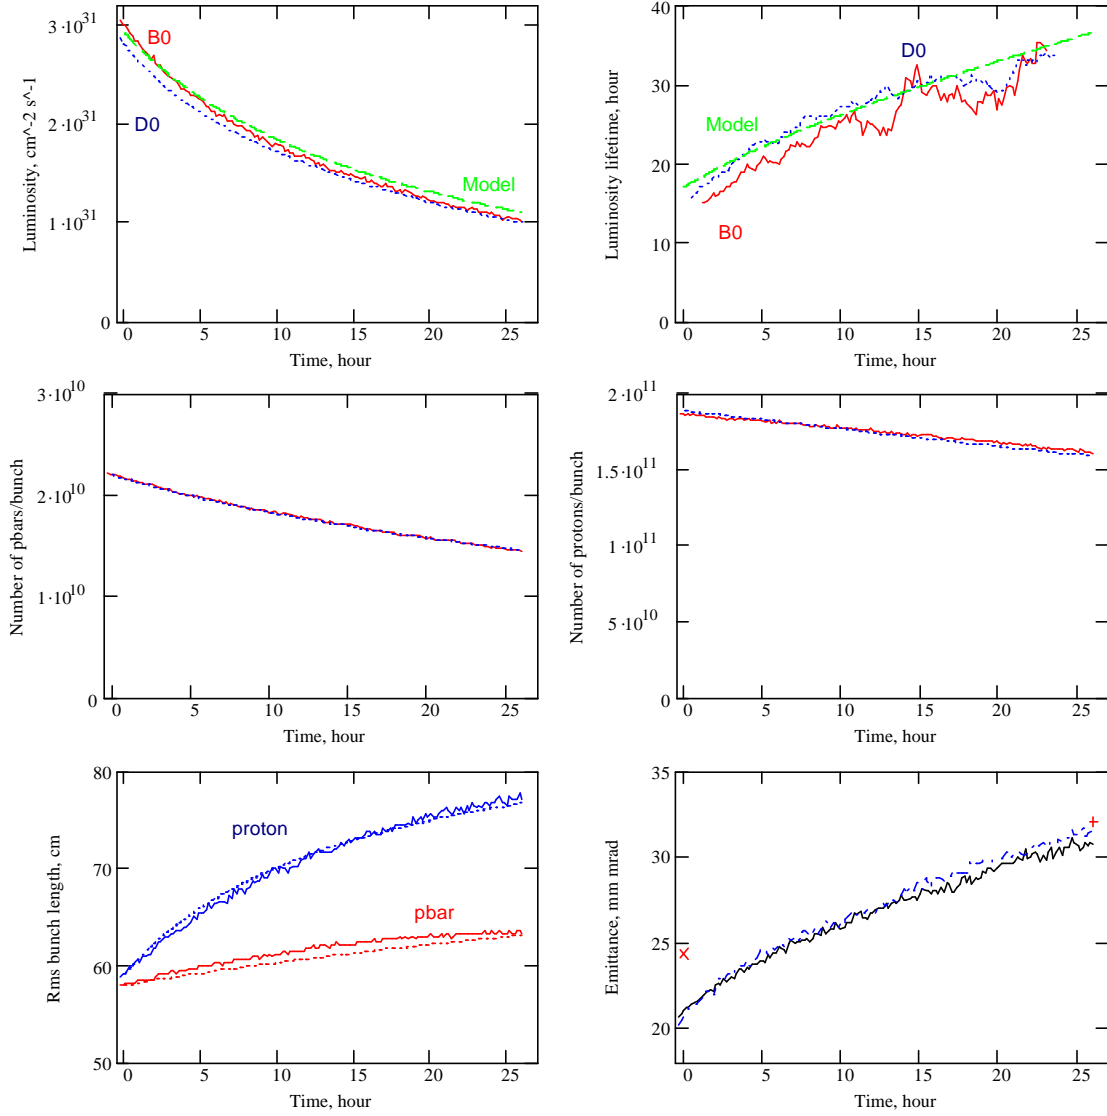 3·10^31
2·10^31
1·10^31
0
0 5 10 15 20 25
Time, hour
Luminosity, cm^-2 s^-1
B0
D0
Model
40
30
20
10
0
0 5 10 15 20 25
Time, hour
Luminosity lifetime, hour
D0
Model
B0
3·10^10
2·10^10
1·10^10
0
0 5 10 15 20 25
Time, hour
Number of pbars/bunch
2·10^11
1.5·10^11
1·10^11
5·10^10
0
0 5 10 15 20 25
Time, hour
Number of protons/bunch
80
70
60
50
0 5 10 15 20 25
Time, hour
Rms bunch length, cm
proton
pbar
35
30
25
20
0 5 10 15 20 25
Time, hour
Emittance, mm mrad